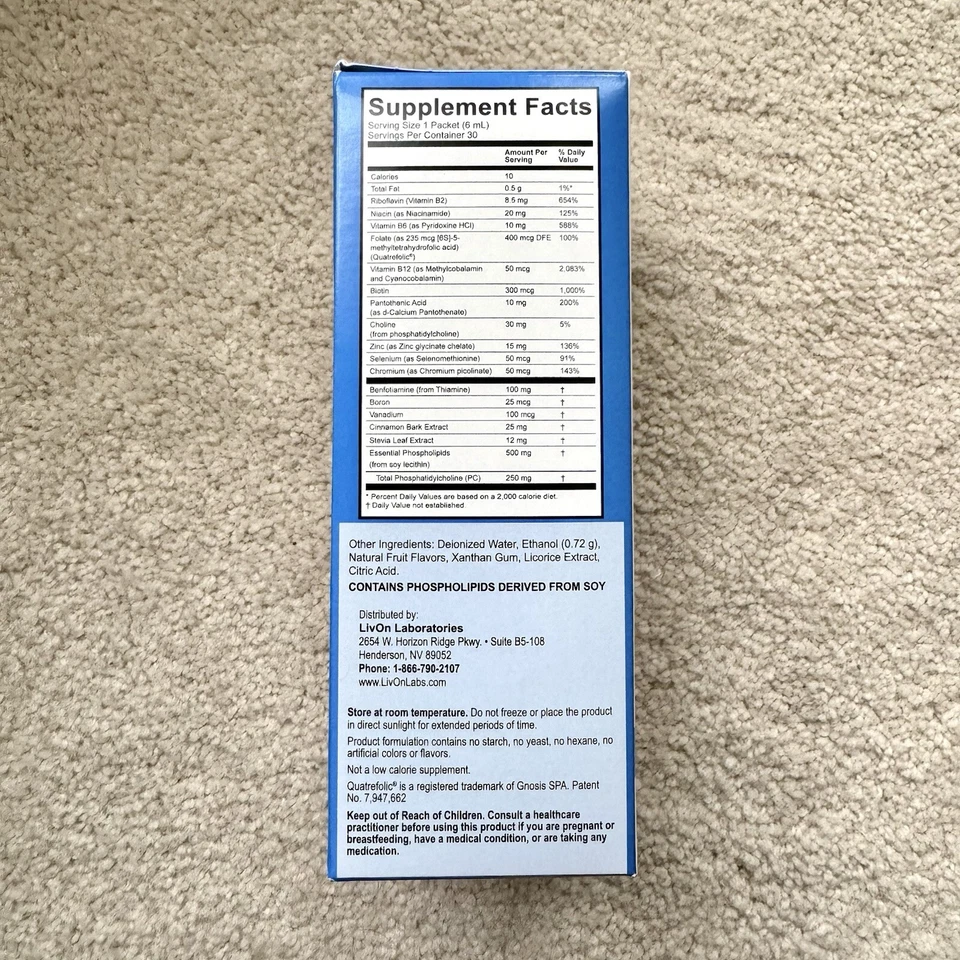 Supplement Facts
Serving Size 1 Packet (6 mL)
Servings Per Container 30
Amount Per Serving % Daily Value
Calories 10
Total Fat 0.5 g 1%*
Riboflavin (Vitamin B2) 8.5 mg 654%
Niacin (as Niacinamide) 20 mg 125%
Vitamin B6 (as Pyridoxine HCl) 10 mg 588%
Folate (as 235 mcg [6S]-5- 400 mcg DFE 100%
methyltetrahydrofolic acid)
(Quatrefolic®)
Vitamin B12 (as Methylcobalamin 50 mcg 2,083%
and Cyanocobalamin)
Biotin 300 mcg 1,000%
Pantothenic Acid 10 mg 200%
(as d-Calcium Pantothenate)
Choline 30 mg 5%
(from phosphatidylcholine)
Zinc (as Zinc glycinate chelate) 15 mg 136%
Selenium (as Selenomethionine) 50 mcg 91%
Chromium (as Chromium picolinate) 50 mcg 143%
Benfotiamine (from Thiamine) 100 mg †
Boron 25 mcg †
Vanadium 100 mcg †
Cinnamon Bark Extract 25 mg †
Stevia Leaf Extract 12 mg †
Essential Phospholipids 500 mg †
(from soy lecithin)
Total Phosphatidylcholine (PC) 250 mg †
* Percent Daily Values are based on a 2,000 calorie diet.
† Daily Value not established
Other Ingredients: Deionized Water, Ethanol (0.72 g),
Natural Fruit Flavors, Xanthan Gum, Licorice Extract,
Citric Acid.
CONTAINS PHOSPHOLIPIDS DERIVED FROM SOY
Distributed by:
LivOn Laboratories
2654 W. Horizon Ridge Pkwy. • Suite B5-108
Henderson, NV 89052
Phone: 1-866-790-2107
www.LivOnLabs.com
Store at room temperature. Do not freeze or place the product
in direct sunlight for extended periods of time.
Product formulation contains no starch, no yeast, no hexane, no
artificial colors or flavors.
Not a low calorie supplement.
Quatrefolic® is a registered trademark of Gnosis SPA. Patent
No. 7,947,662
Keep out of Reach of Children. Consult a healthcare
practitioner before using this product if you are pregnant or
breastfeeding, have a medical condition, or are taking any
medication.